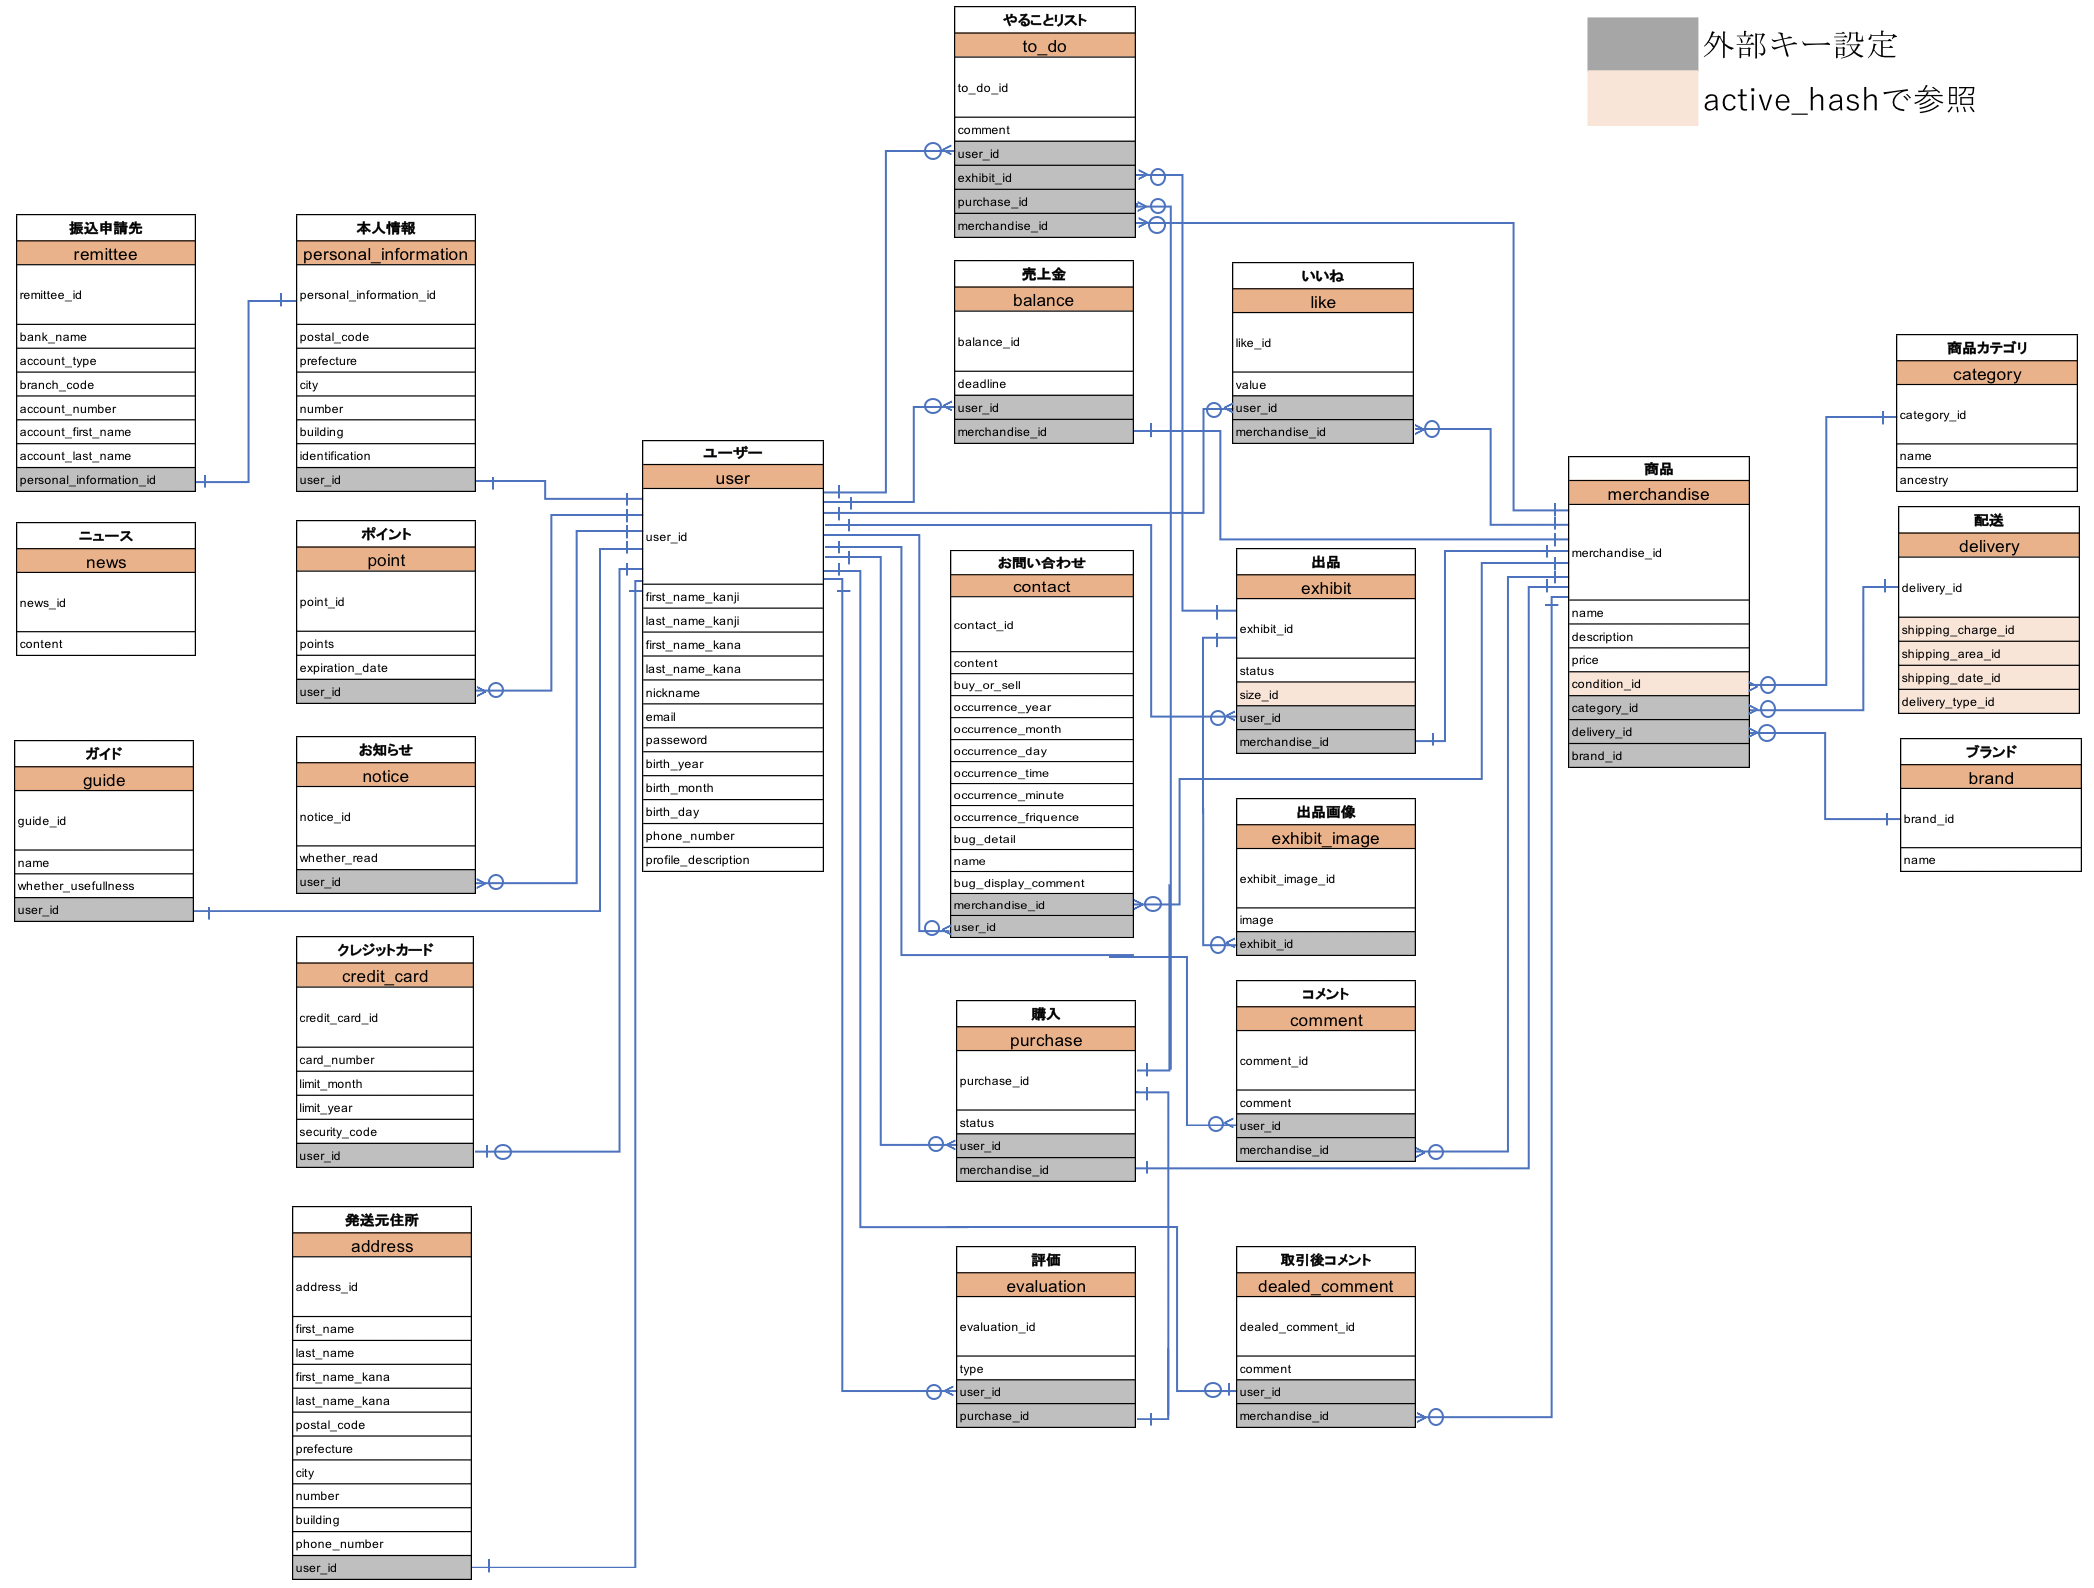 外部キー設定
active_hashで参照
やることリスト
to_do
to_do_id
comment
user_id
exhibit_id
purchase_id
merchandise_id
振込申請先
remittee
remittee_id
bank_name
account_type
branch_code
account_number
account_first_name
account_last_name
personal_information_id
本人情報
personal_information
personal_information_id
postal_code
prefecture
city
number
building
identification
user_id
売上金
balance
balance_id
deadline
user_id
merchandise_id
いいね
like
like_id
value
user_id
merchandise_id
商品カテゴリ
category
category_id
name
ancestry
ユーザー
user
user_id
first_name_kanji
last_name_kanji
first_name_kana
last_name_kana
nickname
email
passeword
birth_year
birth_month
birth_day
phone_number
profile_description
商品
merchandise
merchandise_id
name
description
price
condition_id
category_id
delivery_id
brand_id
配送
delivery
delivery_id
shipping_charge_id
shipping_area_id
shipping_date_id
delivery_type_id
ニュース
news
news_id
content
ポイント
point
point_id
points
expiration_date
user_id
お問い合わせ
contact
contact_id
content
buy_or_sell
occurrence_year
occurrence_month
occurrence_day
occurrence_time
occurrence_minute
occurrence_friquence
bug_detail
name
bug_display_comment
merchandise_id
user_id
出品
exhibit
exhibit_id
status
size_id
user_id
merchandise_id
ガイド
guide
guide_id
name
whether_usefullness
user_id
お知らせ
notice
notice_id
whether_read
user_id
ブランド
brand
brand_id
name
出品画像
exhibit_image
exhibit_image_id
image
exhibit_id
クレジットカード
credit_card
credit_card_id
card_number
limit_month
limit_year
security_code
user_id
購入
purchase
purchase_id
status
user_id
merchandise_id
コメント
comment
comment_id
comment
user_id
merchandise_id
発送元住所
address
address_id
first_name
last_name
first_name_kana
last_name_kana
postal_code
prefecture
city
number
building
phone_number
user_id
評価
evaluation
evaluation_id
type
user_id
purchase_id
取引後コメント
dealed_comment
dealed_comment_id
comment
user_id
merchandise_id